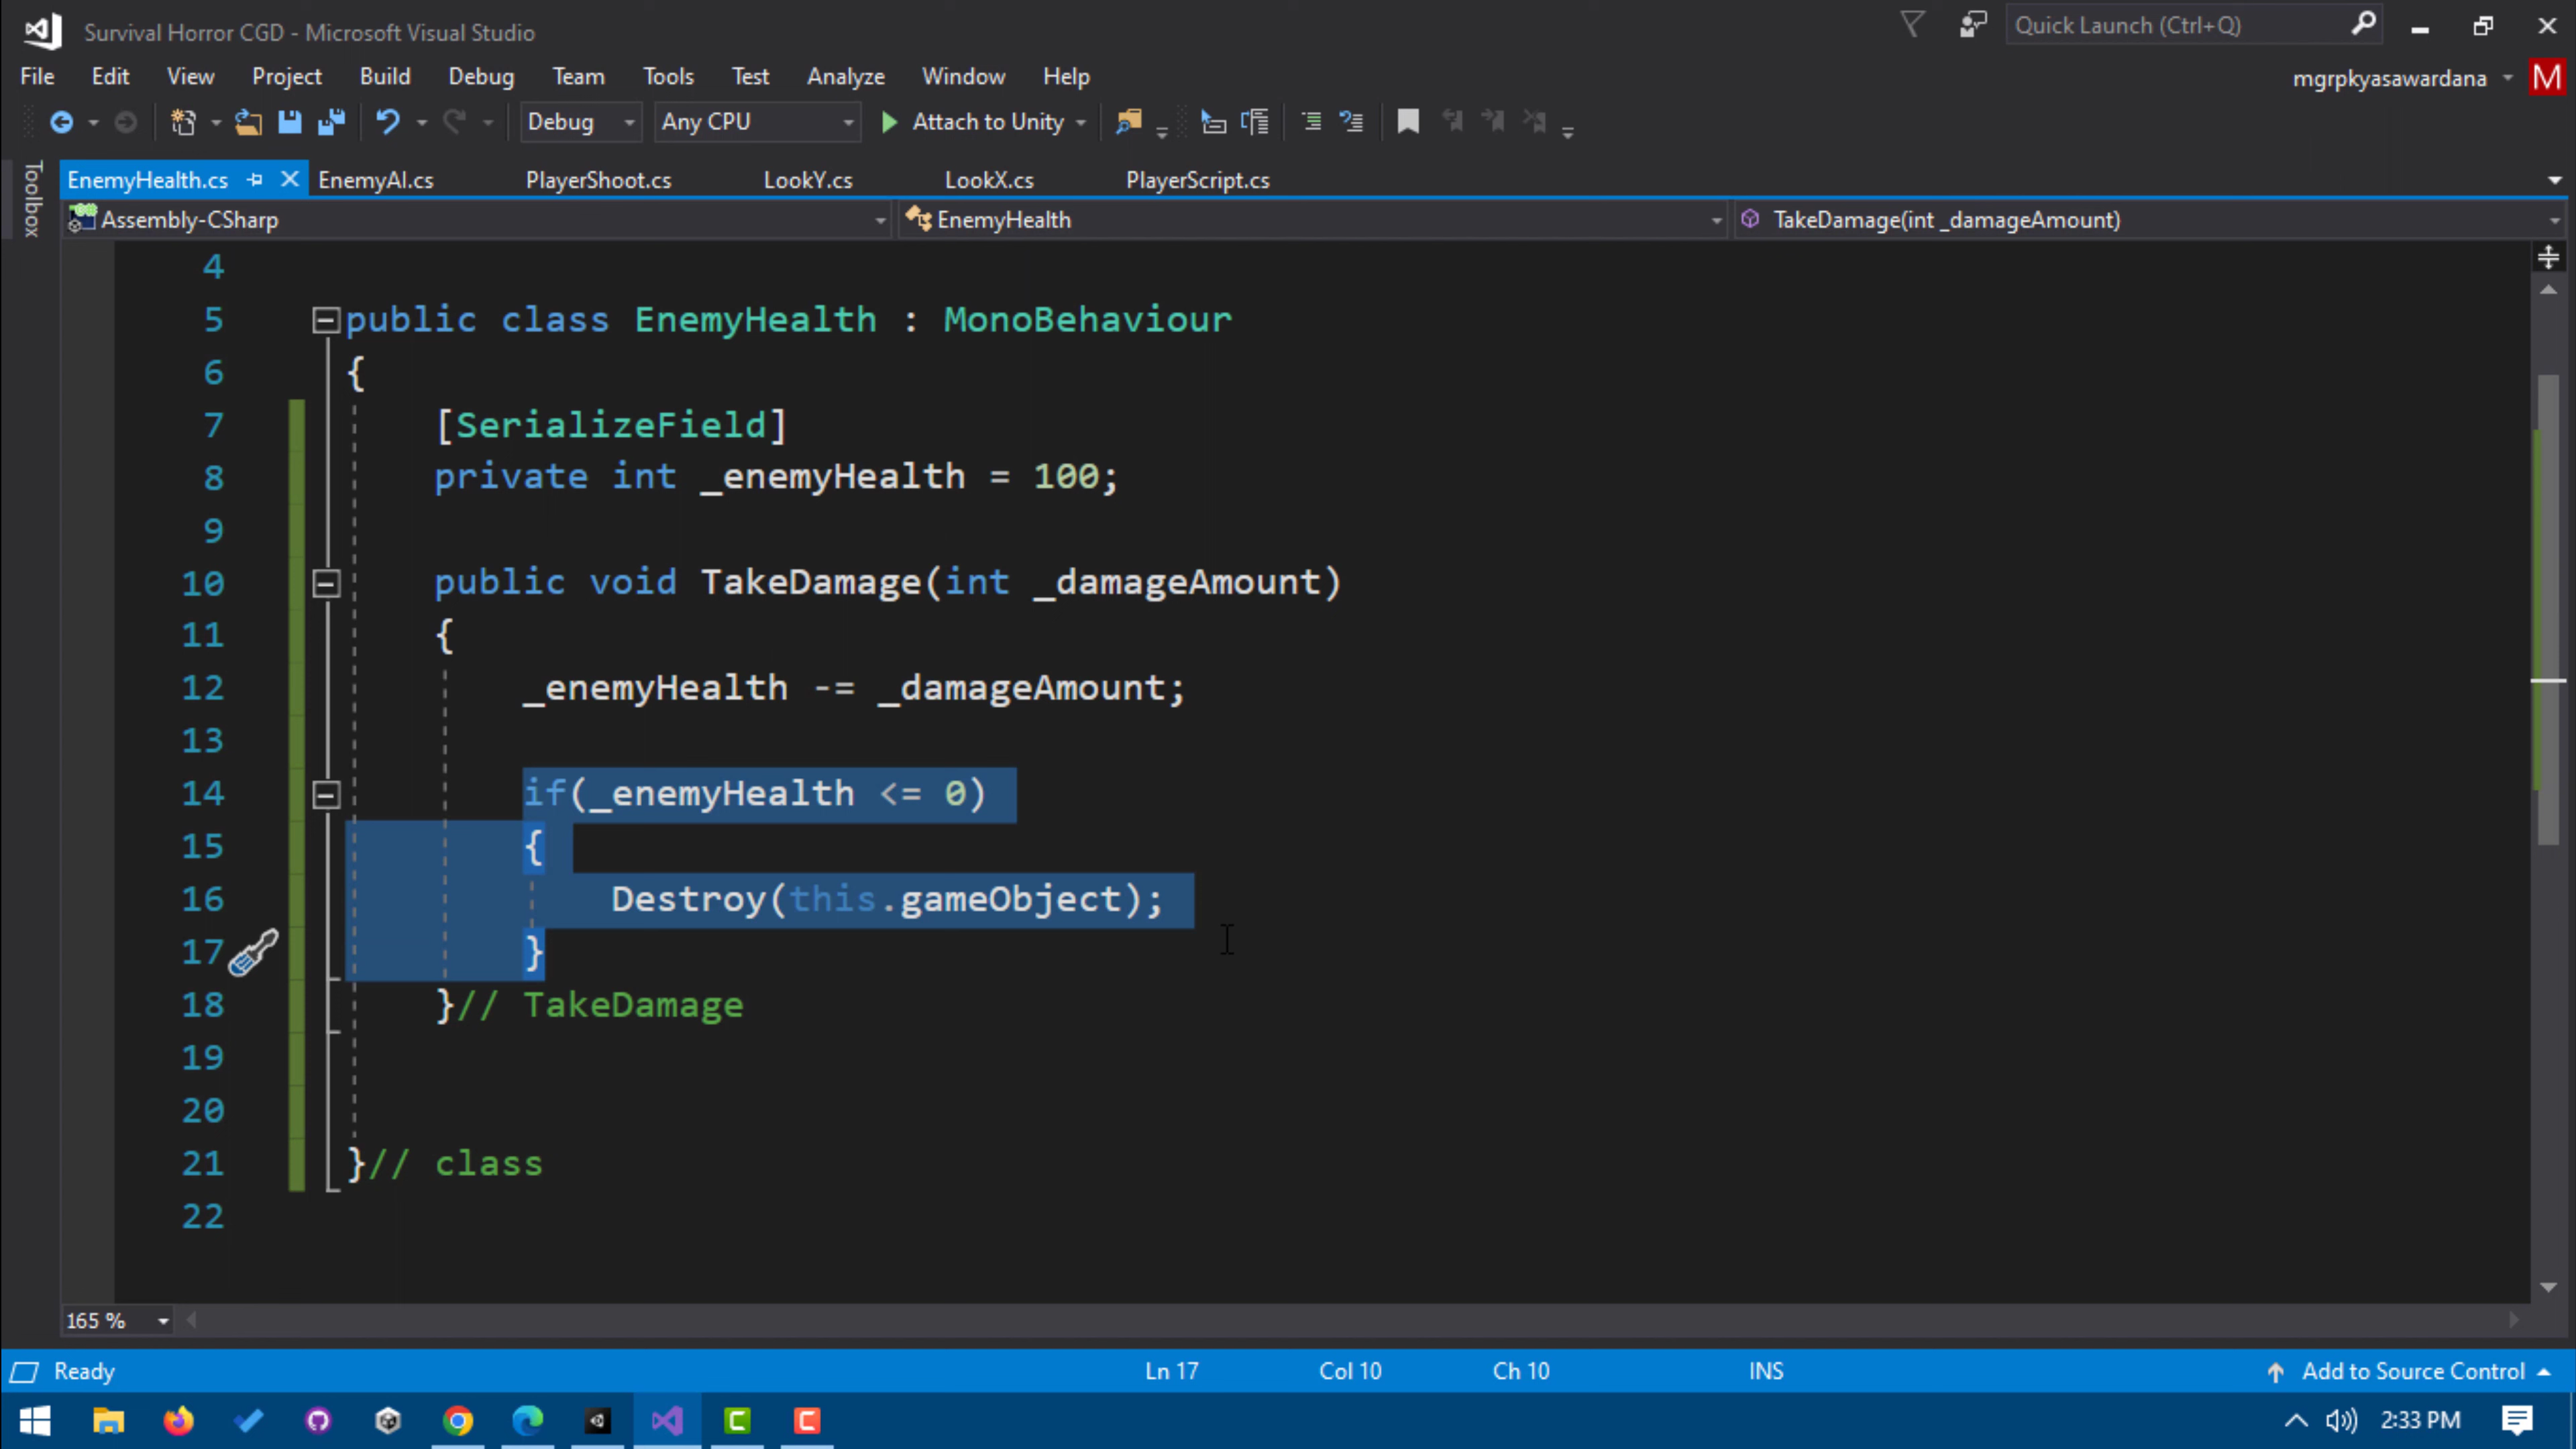 Survival Horror CGD - Microsoft Visual Studio
Quick Launch (Ctrl+Q)
File Edit View Project Build Debug Team Tools Test Analyze Window Help
mgrpkyasawardana M
Debug Any CPU Attach to Unity
Toolbox
EnemyHealth.cs EnemyAI.cs PlayerShoot.cs LookY.cs LookX.cs PlayerScript.cs
Assembly-CSharp EnemyHealth TakeDamage(int _damageAmount)
4
5 public class EnemyHealth : MonoBehaviour
6 {
7 [SerializeField]
8 private int _enemyHealth = 100;
9
10 public void TakeDamage(int _damageAmount)
11 {
12 _enemyHealth -= _damageAmount;
13
14 if(_enemyHealth <= 0)
15 {
16 Destroy(this.gameObject);
17 }
18 }// TakeDamage
19
20
21 }// class
22
165 %
Ready Ln 17 Col 10 Ch 10 INS Add to Source Control
2:33 PM